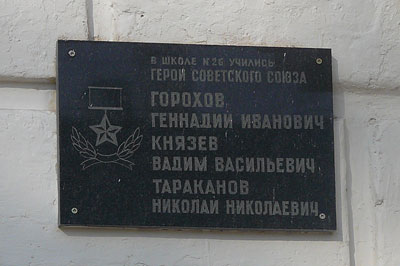 В ШКОЛЕ №26 УЧИЛИСЬ
ГЕРОИ СОВЕТСКОГО СОЮЗА
ГОРОХОВ
ГЕННАДИЙ ИВАНОВИЧ
КНЯЗЕВ
ВАДИМ ВАСИЛЬЕВИЧ
ТАРАКАНОВ
НИКОЛАЙ НИКОЛАЕВИЧ